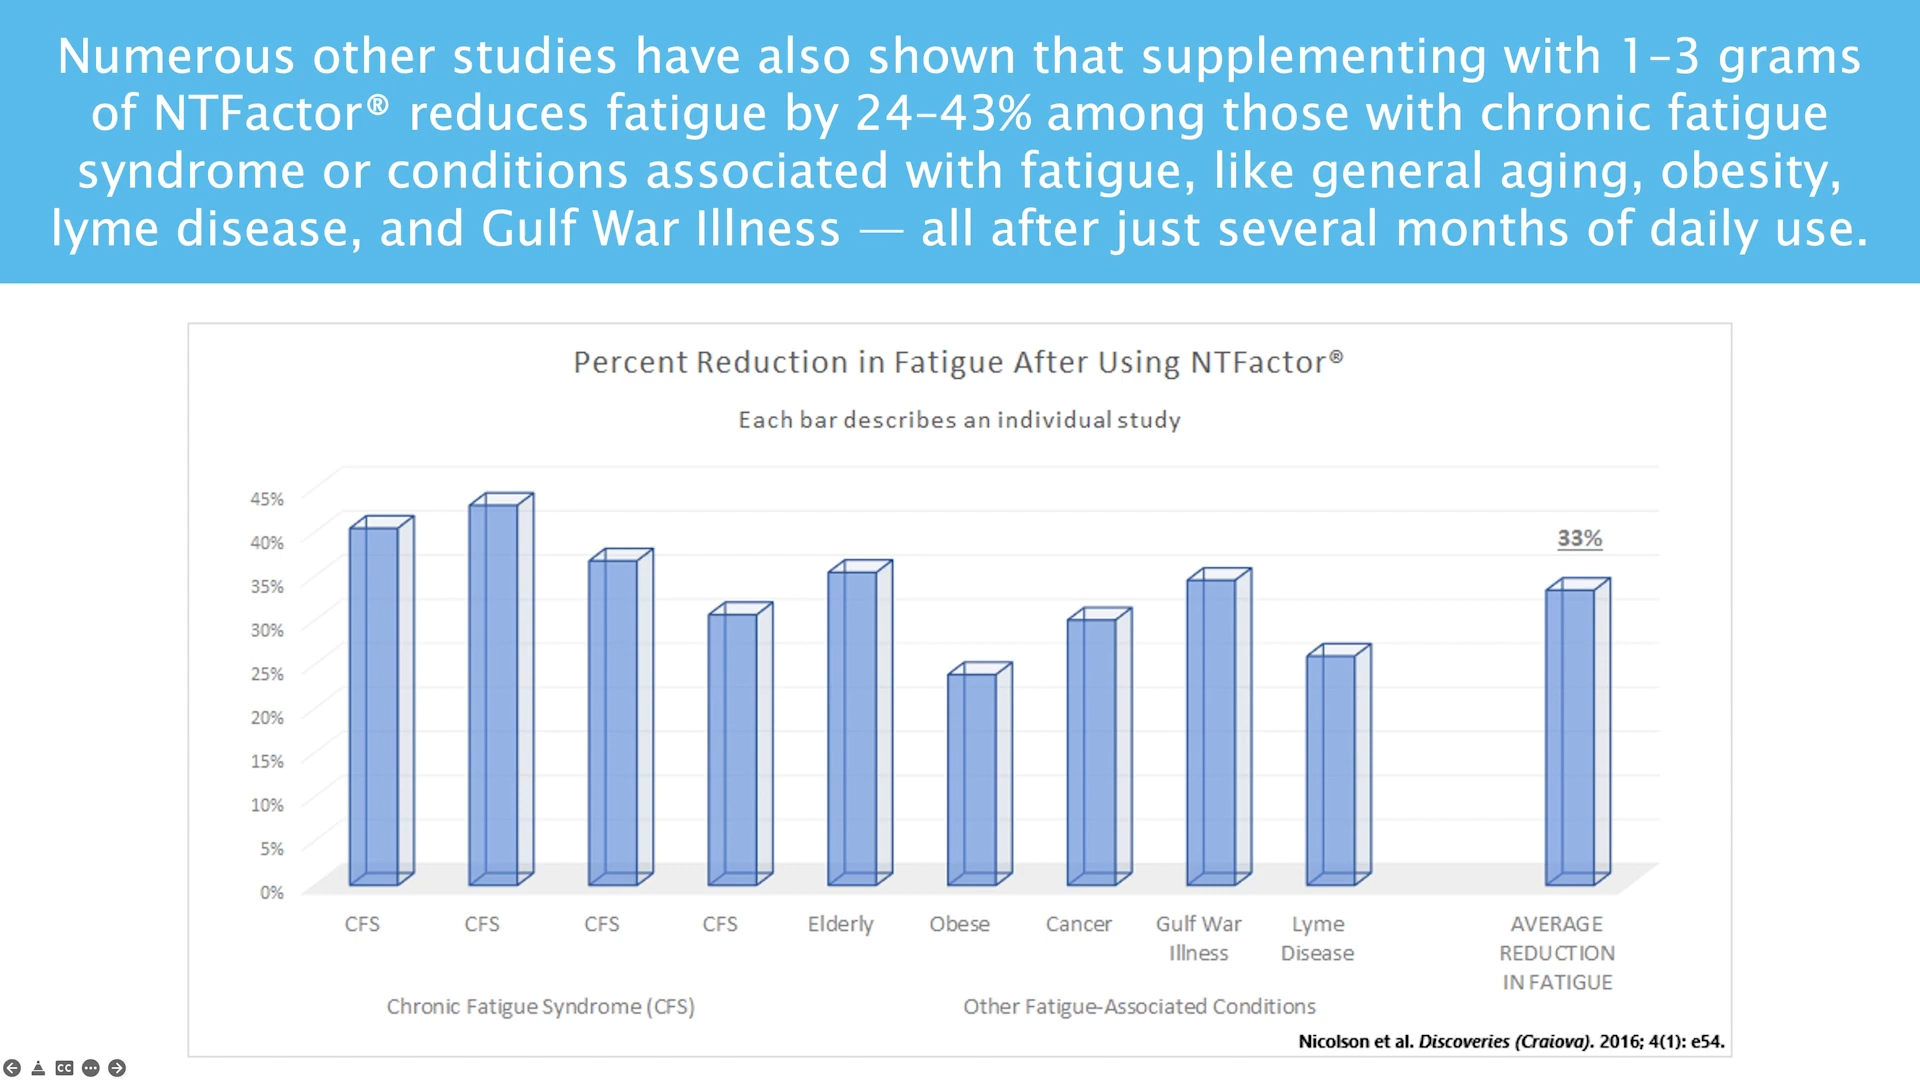 Numerous other studies have also shown that supplementing with 1–3 grams
of NTFactor® reduces fatigue by 24–43% among those with chronic fatigue
syndrome or conditions associated with fatigue, like general aging, obesity,
lyme disease, and Gulf War Illness — all after just several months of daily use.
Percent Reduction in Fatigue After Using NTFactor®
Each bar describes an individual study
45%
40%
35%
30%
25%
20%
15%
10%
5%
0%
33%
CFS CFS CFS CFS Elderly Obese Cancer Gulf War Lyme AVERAGE
Illness Disease REDUCTION
IN FATIGUE
Chronic Fatigue Syndrome (CFS) Other Fatigue-Associated Conditions
Nicolson et al. Discoveries (Craiova). 2016; 4(1): e54.
CC